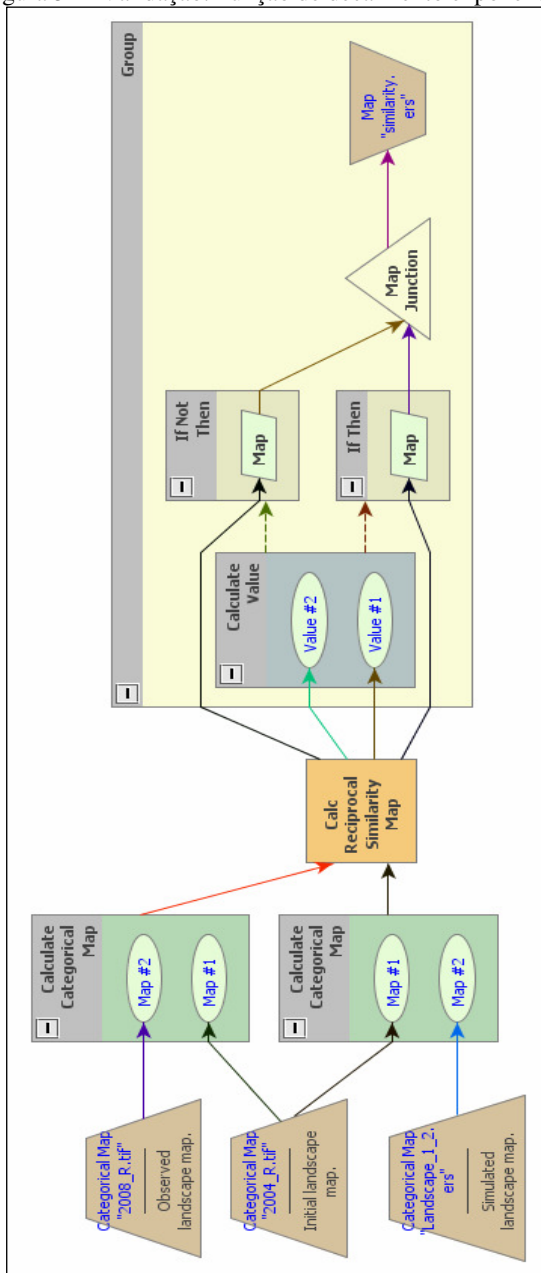 função de decaimento
Categorical Map
"2008_R.tif"
Observed
landscape map.
Categorical Map
"2004_R.tif"
Initial landscape
map.
Categorical Map
"Landscape_1_2.
ers"
Simulated
landscape map.
Calculate
Categorical
Map
Map #2
Map #1
Calculate
Categorical
Map
Map #1
Map #2
Calc
Reciprocal
Similarity
Map
Group
Calculate
Value
Value #2
Value #1
If Not
Then
Map
If Then
Map
Map
Junction
Map
"similarity.
ers"